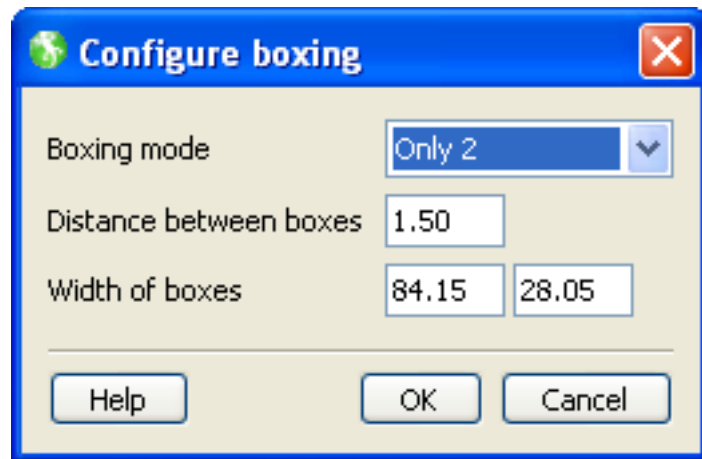 Configure boxing
Boxing mode Only 2
Distance between boxes 1.50
Width of boxes 84.15 28.05
Help OK Cancel